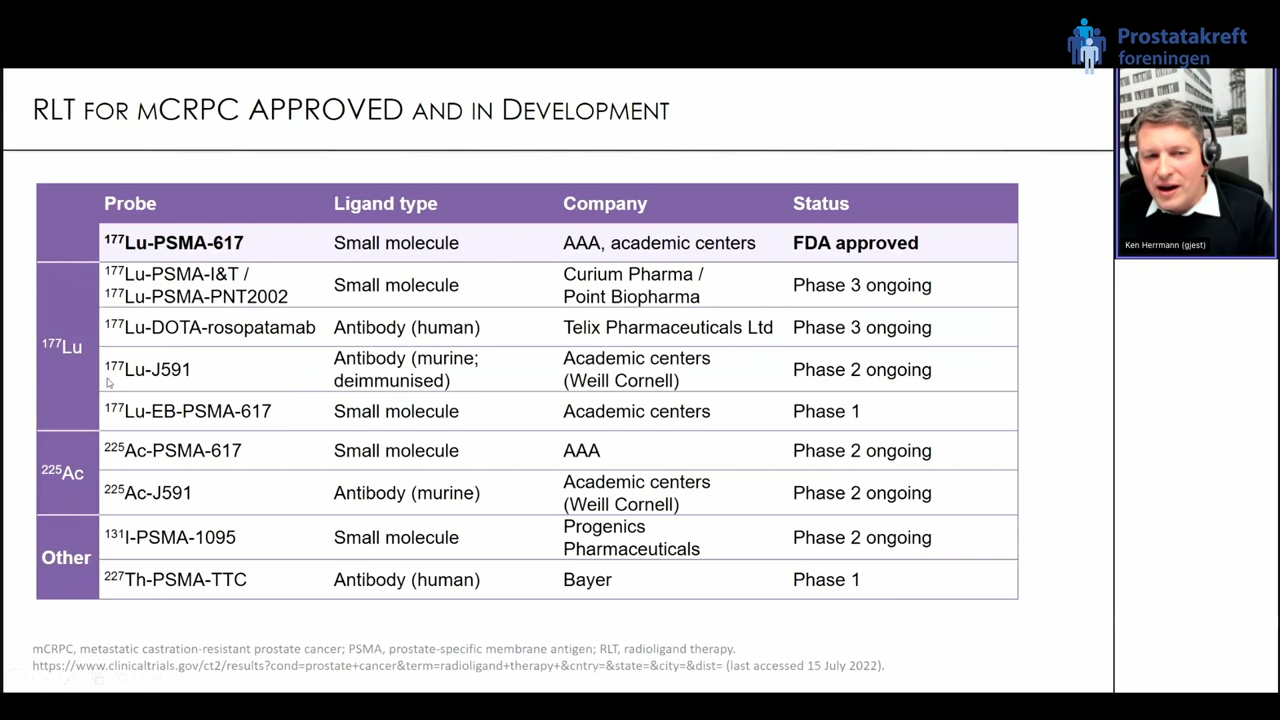 Prostatakreft
foreningen
RLT FOR mCRPC APPROVED AND IN DEVELOPMENT
Probe Ligand type Company Status
¹⁷⁷Lu-PSMA-617 Small molecule AAA, academic centers FDA approved
¹⁷⁷Lu
¹⁷⁷Lu-PSMA-I&T /
¹⁷⁷Lu-PSMA-PNT2002 Small molecule Curium Pharma /
Point Biopharma Phase 3 ongoing
¹⁷⁷Lu-DOTA-rosopatamab Antibody (human) Telix Pharmaceuticals Ltd Phase 3 ongoing
¹⁷⁷Lu-J591 Antibody (murine;
deimmunised) Academic centers
(Weill Cornell) Phase 2 ongoing
¹⁷⁷Lu-EB-PSMA-617 Small molecule Academic centers Phase 1
²²⁵Ac
²²⁵Ac-PSMA-617 Small molecule AAA Phase 2 ongoing
²²⁵Ac-J591 Antibody (murine) Academic centers
(Weill Cornell) Phase 2 ongoing
Other
¹³¹I-PSMA-1095 Small molecule Progenics
Pharmaceuticals Phase 2 ongoing
²²⁷Th-PSMA-TTC Antibody (human) Bayer Phase 1
mCRPC, metastatic castration-resistant prostate cancer; PSMA, prostate-specific membrane antigen; RLT, radioligand therapy.
https://www.clinicaltrials.gov/ct2/results?cond=prostate+cancer&term=radioligand+therapy+&cntry=&state=&city=&dist= (last accessed 15 July 2022).
Ken Herrmann (gjest)